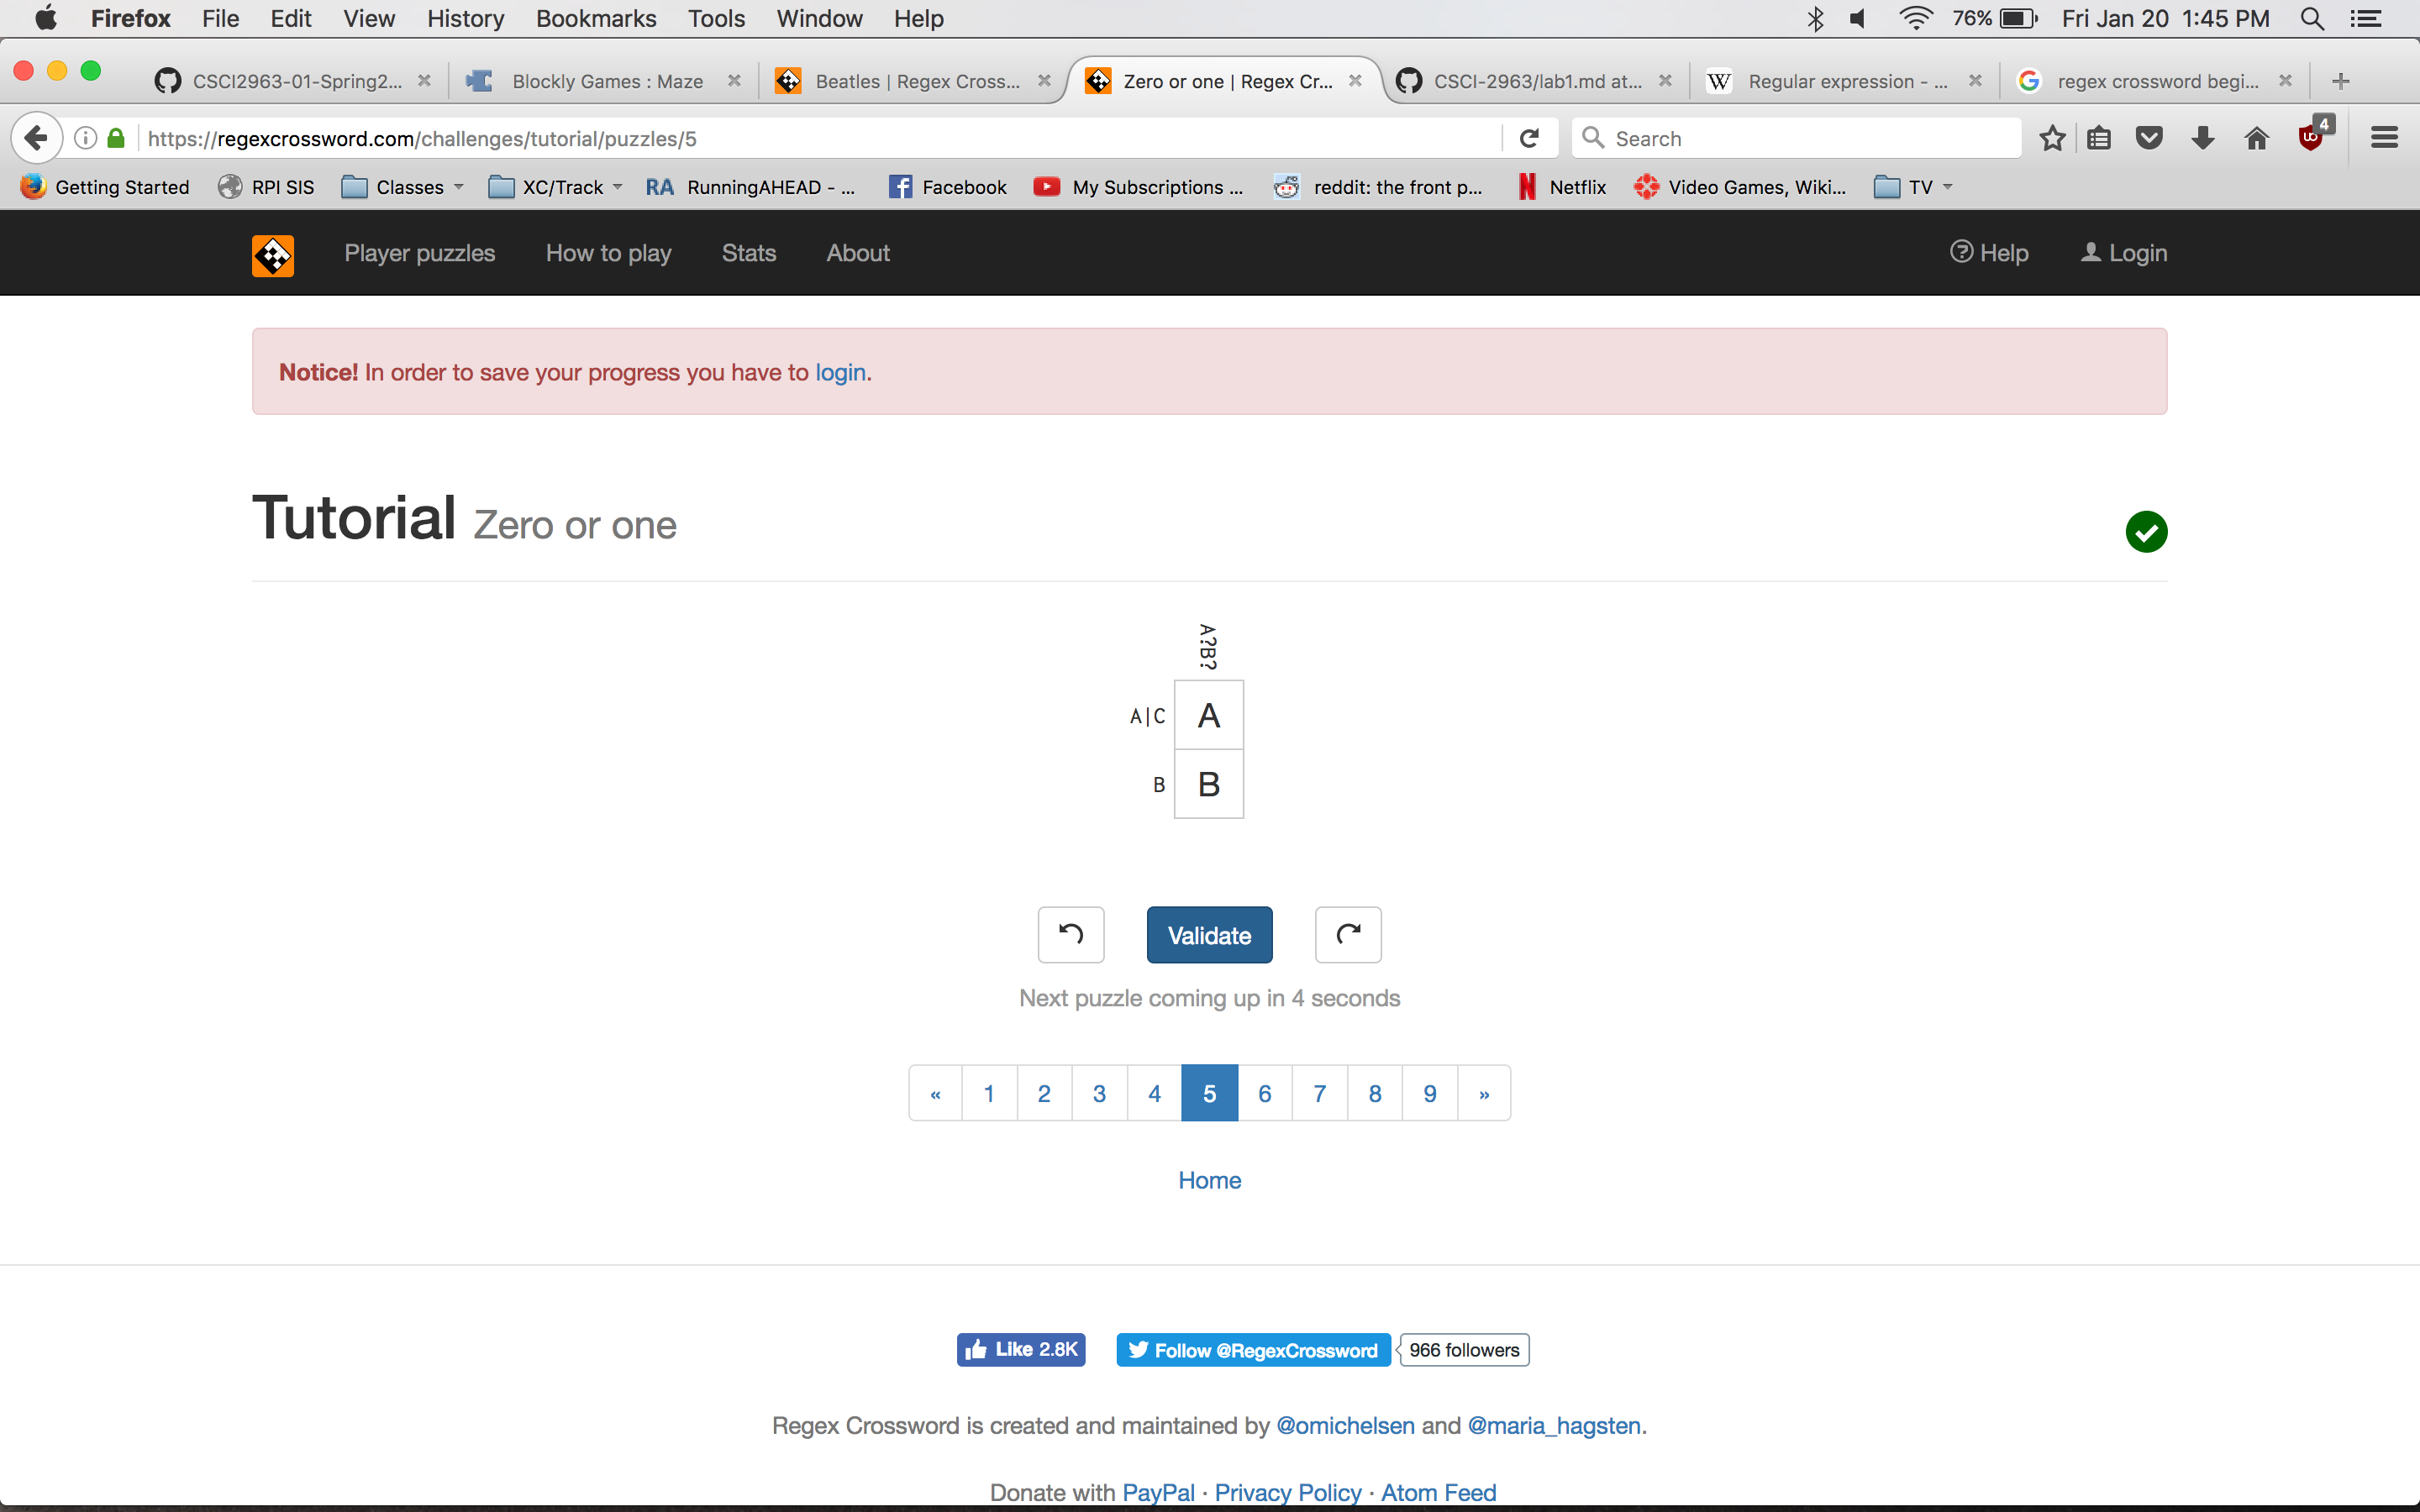 Firefox File Edit View History Bookmarks Tools Window Help 76% Fri Jan 20 1:45 PM
CSCI2963-01-Spring2... Blockly Games : Maze Beatles | Regex Cross... Zero or one | Regex Cr... CSCI-2963/lab1.md at... W Regular expression - ... G regex crossword begi...
https://regexcrossword.com/challenges/tutorial/puzzles/5 Search 4
Getting Started RPI SIS Classes XC/Track RA RunningAHEAD - ... Facebook My Subscriptions ... reddit: the front p... N Netflix Video Games, Wiki... TV
Player puzzles How to play Stats About Help Login
Notice! In order to save your progress you have to login.
Tutorial Zero or one
A?B?
A|C A
B B
Validate
Next puzzle coming up in 4 seconds
« 1 2 3 4 5 6 7 8 9 »
Home
Like 2.8K Follow @RegexCrossword 966 followers
Regex Crossword is created and maintained by @omichelsen and @maria_hagsten.
Donate with PayPal · Privacy Policy · Atom Feed